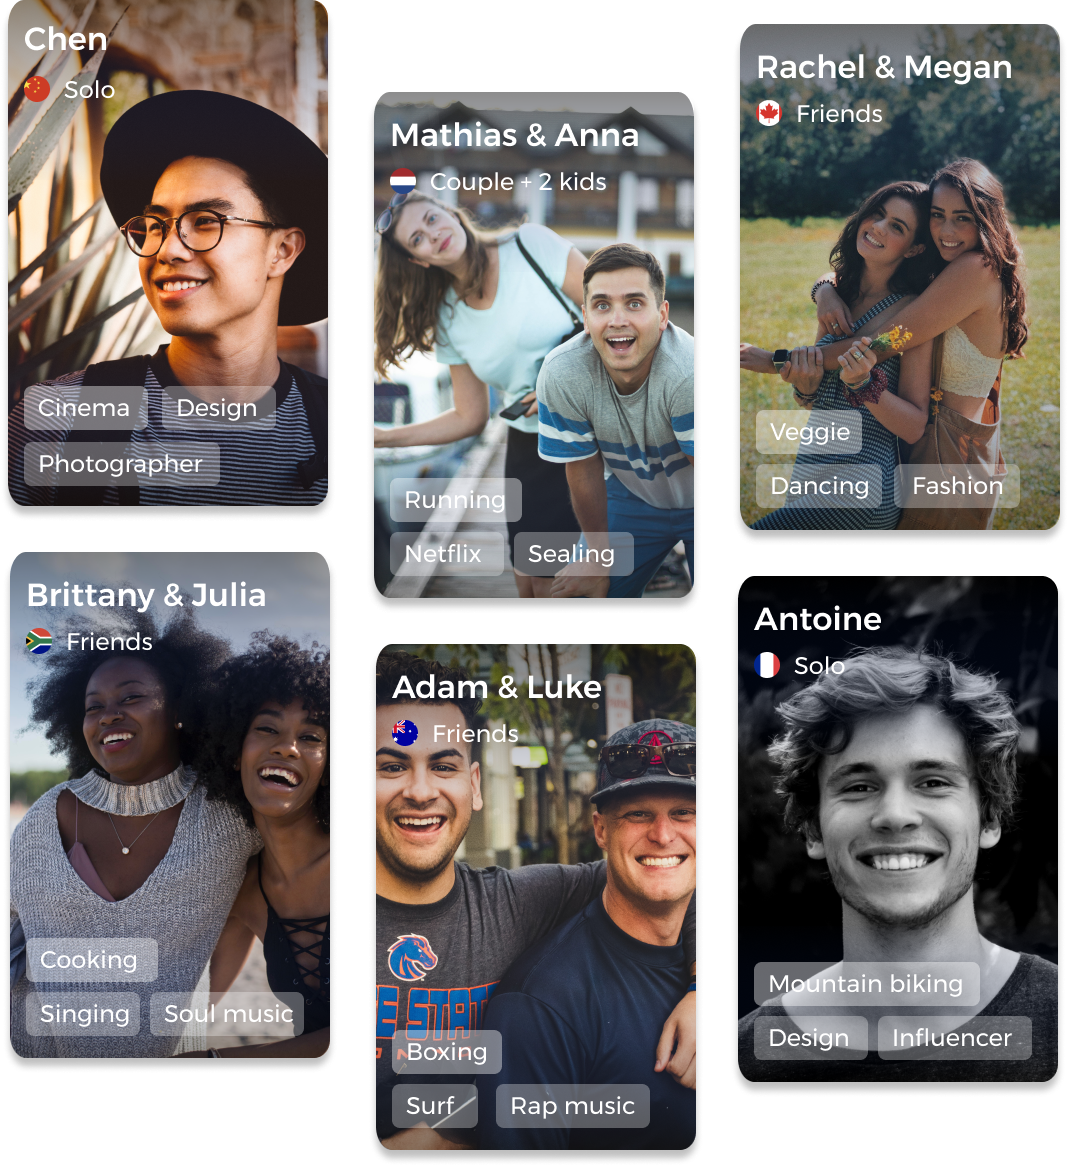 Chen
Solo
Cinema
Design
Photographer
Mathias & Anna
Couple + 2 kids
Running
Netflix
Sealing
Rachel & Megan
Friends
Veggie
Dancing
Fashion
Brittany & Julia
Friends
Cooking
Singing
Soul music
Adam & Luke
Friends
STAT
Boxing
Surf
Rap music
Antoine
Solo
Mountain biking
Design
Influencer